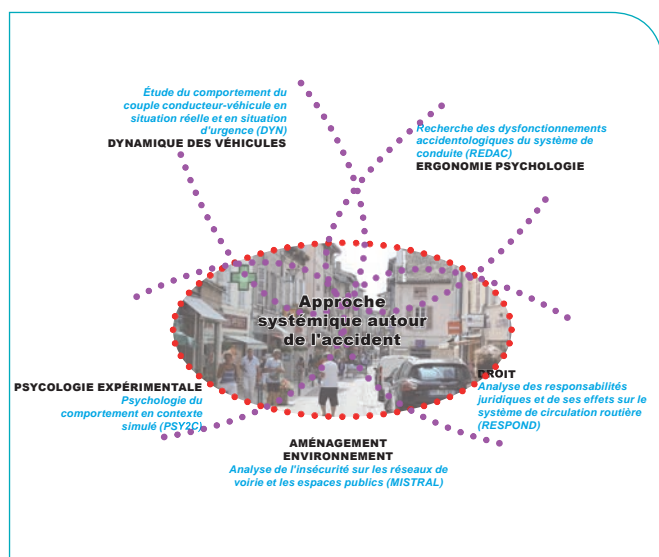 Étude du comportement du
couple conducteur-véhicule en
situation réelle et en situation
d'urgence (DYN)
DYNAMIQUE DES VÉHICULES
Recherche des dysfonctionnements
accidentologiques du système de
conduite (REDAC)
ERGONOMIE PSYCHOLOGIE
Approche
systémique autour
de l'accident
PSYCOLOGIE EXPÉRIMENTALE
Psychologie du
comportement en contexte
simulé (PSY2C)
DROIT
Analyse des responsabilités
juridiques et de ses effets sur le
système de circulation routière
(RESPOND)
AMÉNAGEMENT
ENVIRONNEMENT
Analyse de l'insécurité sur les réseaux de
voirie et les espaces publics (MISTRAL)